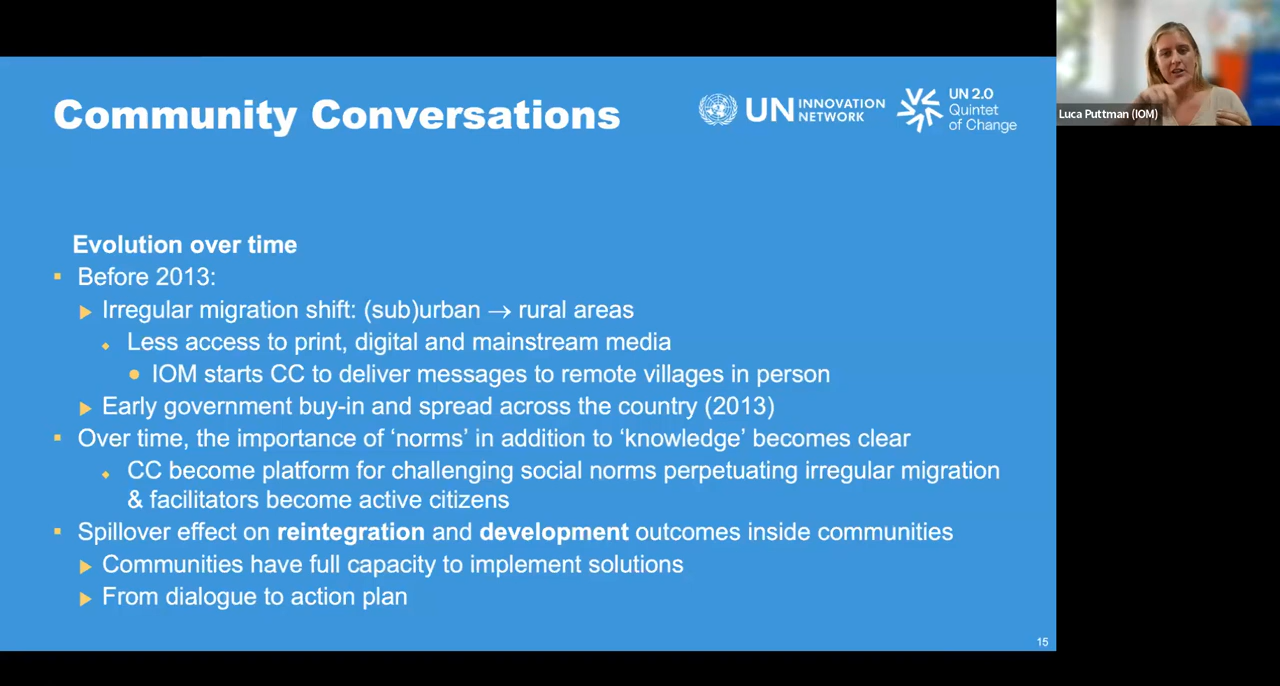 Community Conversations
UN INNOVATION
NETWORK
UN 2.0
Quintet
of Change
Luca Puttman (IOM)
Evolution over time
Before 2013:
Irregular migration shift: (sub)urban → rural areas
Less access to print, digital and mainstream media
IOM starts CC to deliver messages to remote villages in person
Early government buy-in and spread across the country (2013)
Over time, the importance of ‘norms’ in addition to ‘knowledge’ becomes clear
CC become platform for challenging social norms perpetuating irregular migration
& facilitators become active citizens
Spillover effect on reintegration and development outcomes inside communities
Communities have full capacity to implement solutions
From dialogue to action plan
15